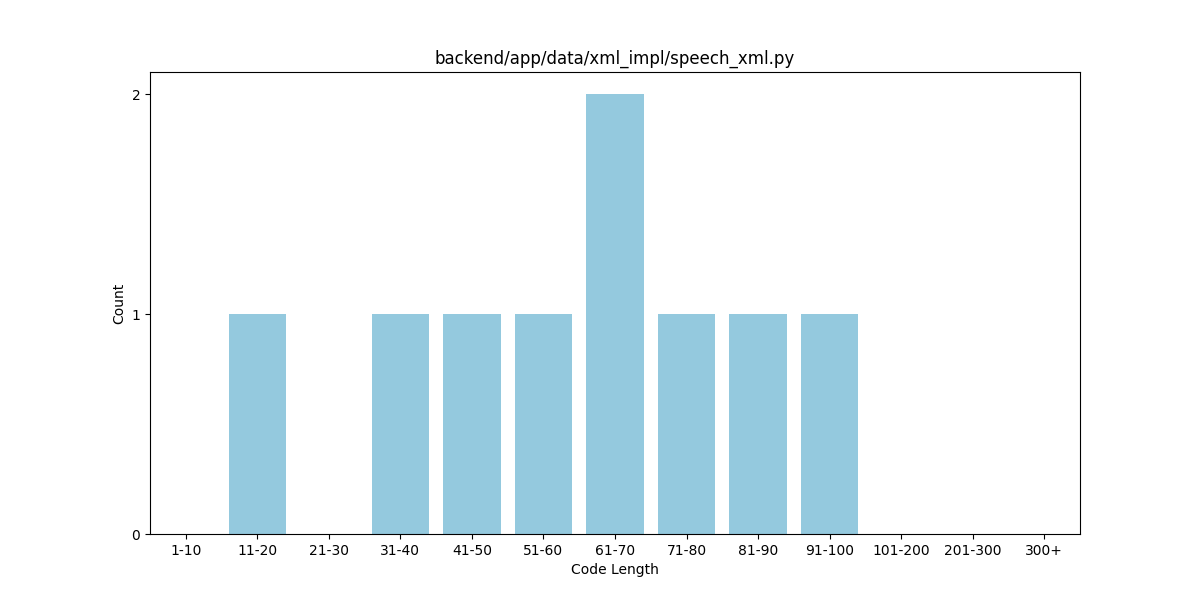 backend/app/data/xml_impl/speech_xml.py
2
1
0
Count
1-10 11-20 21-30 31-40 41-50 51-60 61-70 71-80 81-90 91-100 101-200 201-300 300+
Code Length